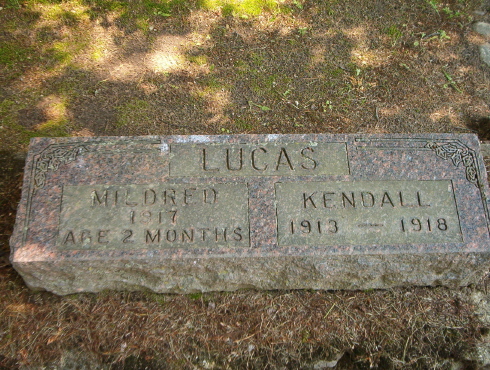 LUCAS
MILDRED
1917
AGE 2 MONTHS
KENDALL
1913 — 1918